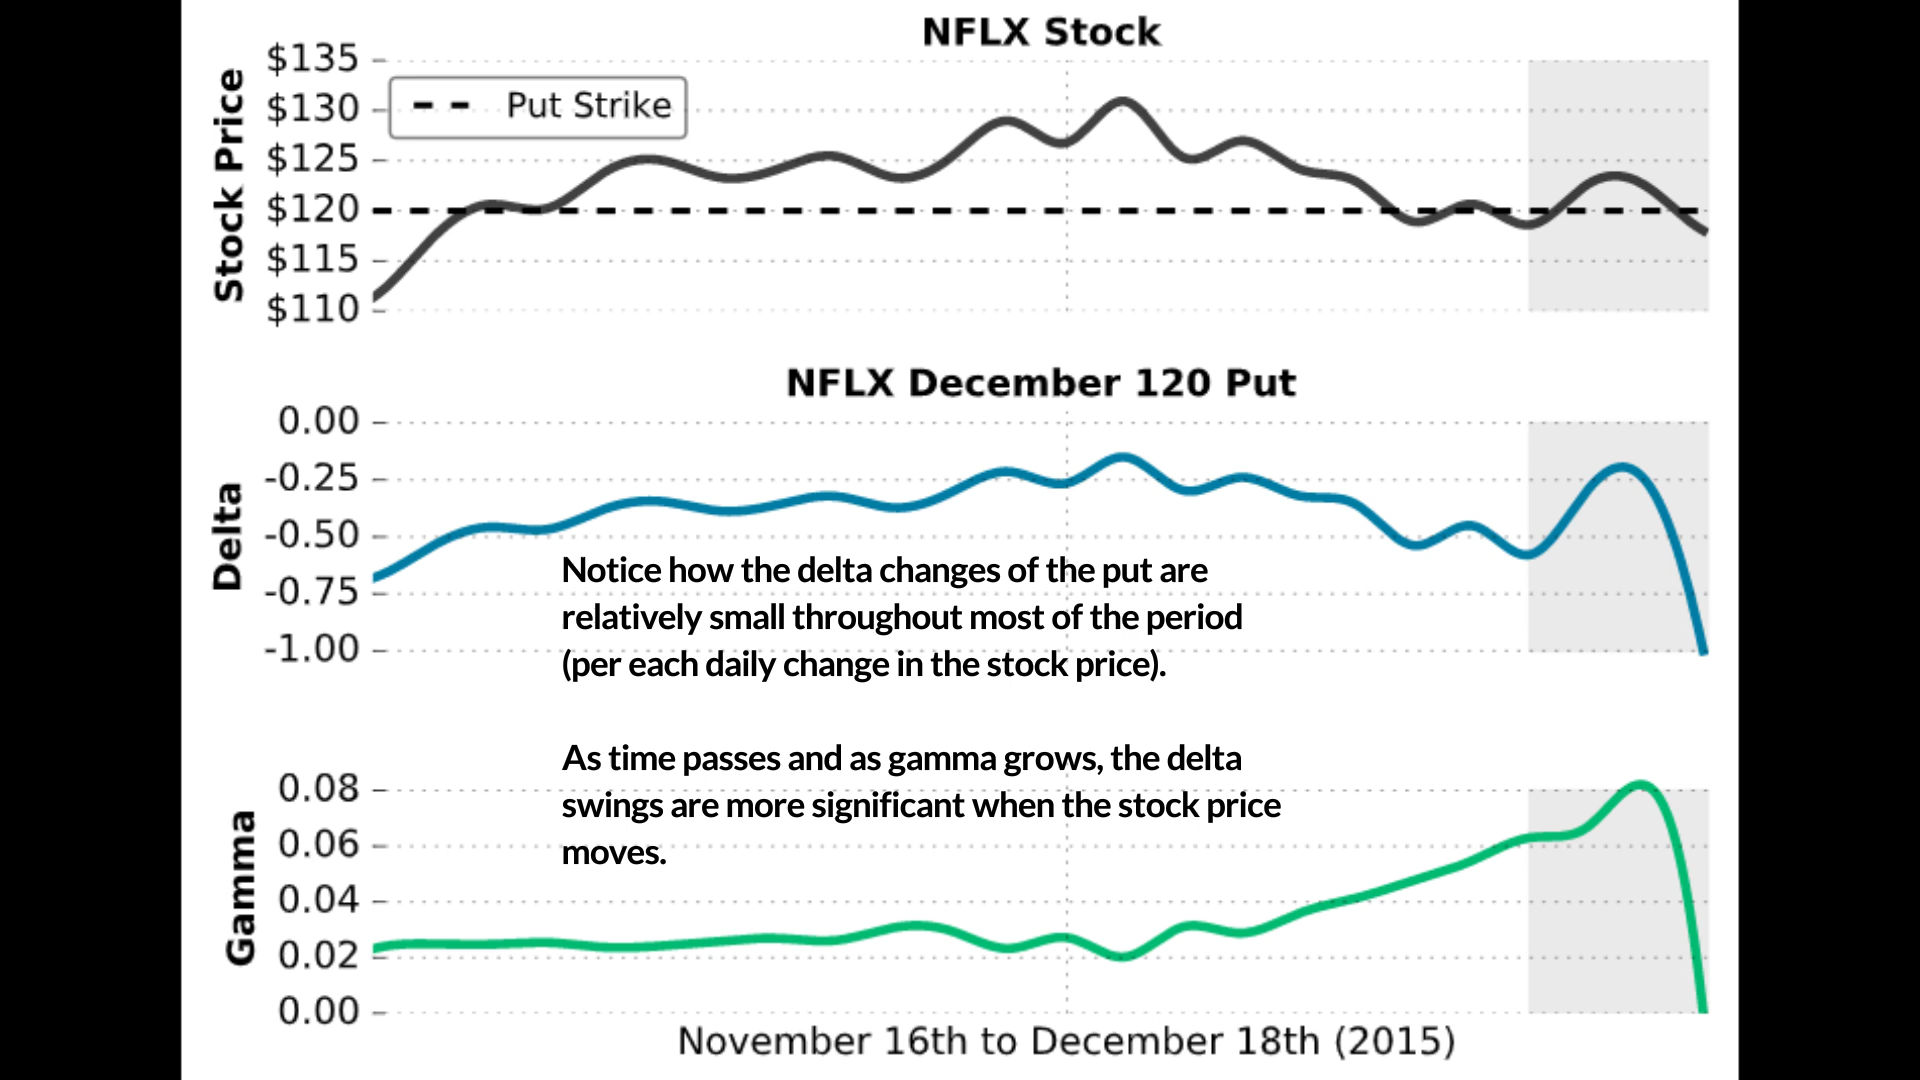 NFLX Stock
Stock Price
$135
$130
$125
$120
$115
$110
Put Strike
NFLX December 120 Put
Delta
0.00
-0.25
-0.50
-0.75
-1.00
Notice how the delta changes of the put are
relatively small throughout most of the period
(per each daily change in the stock price).
As time passes and as gamma grows, the delta
swings are more significant when the stock price
moves.
Gamma
0.08
0.06
0.04
0.02
0.00
November 16th to December 18th (2015)